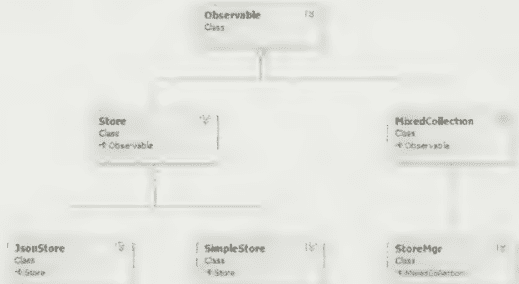 Observable
Class
Store
Class
Observable
MixedCollection
Class
Observable
JsonStore
Class
Store
SimpleStore
Class
Store
StoreMgr
Class
MixedCollection